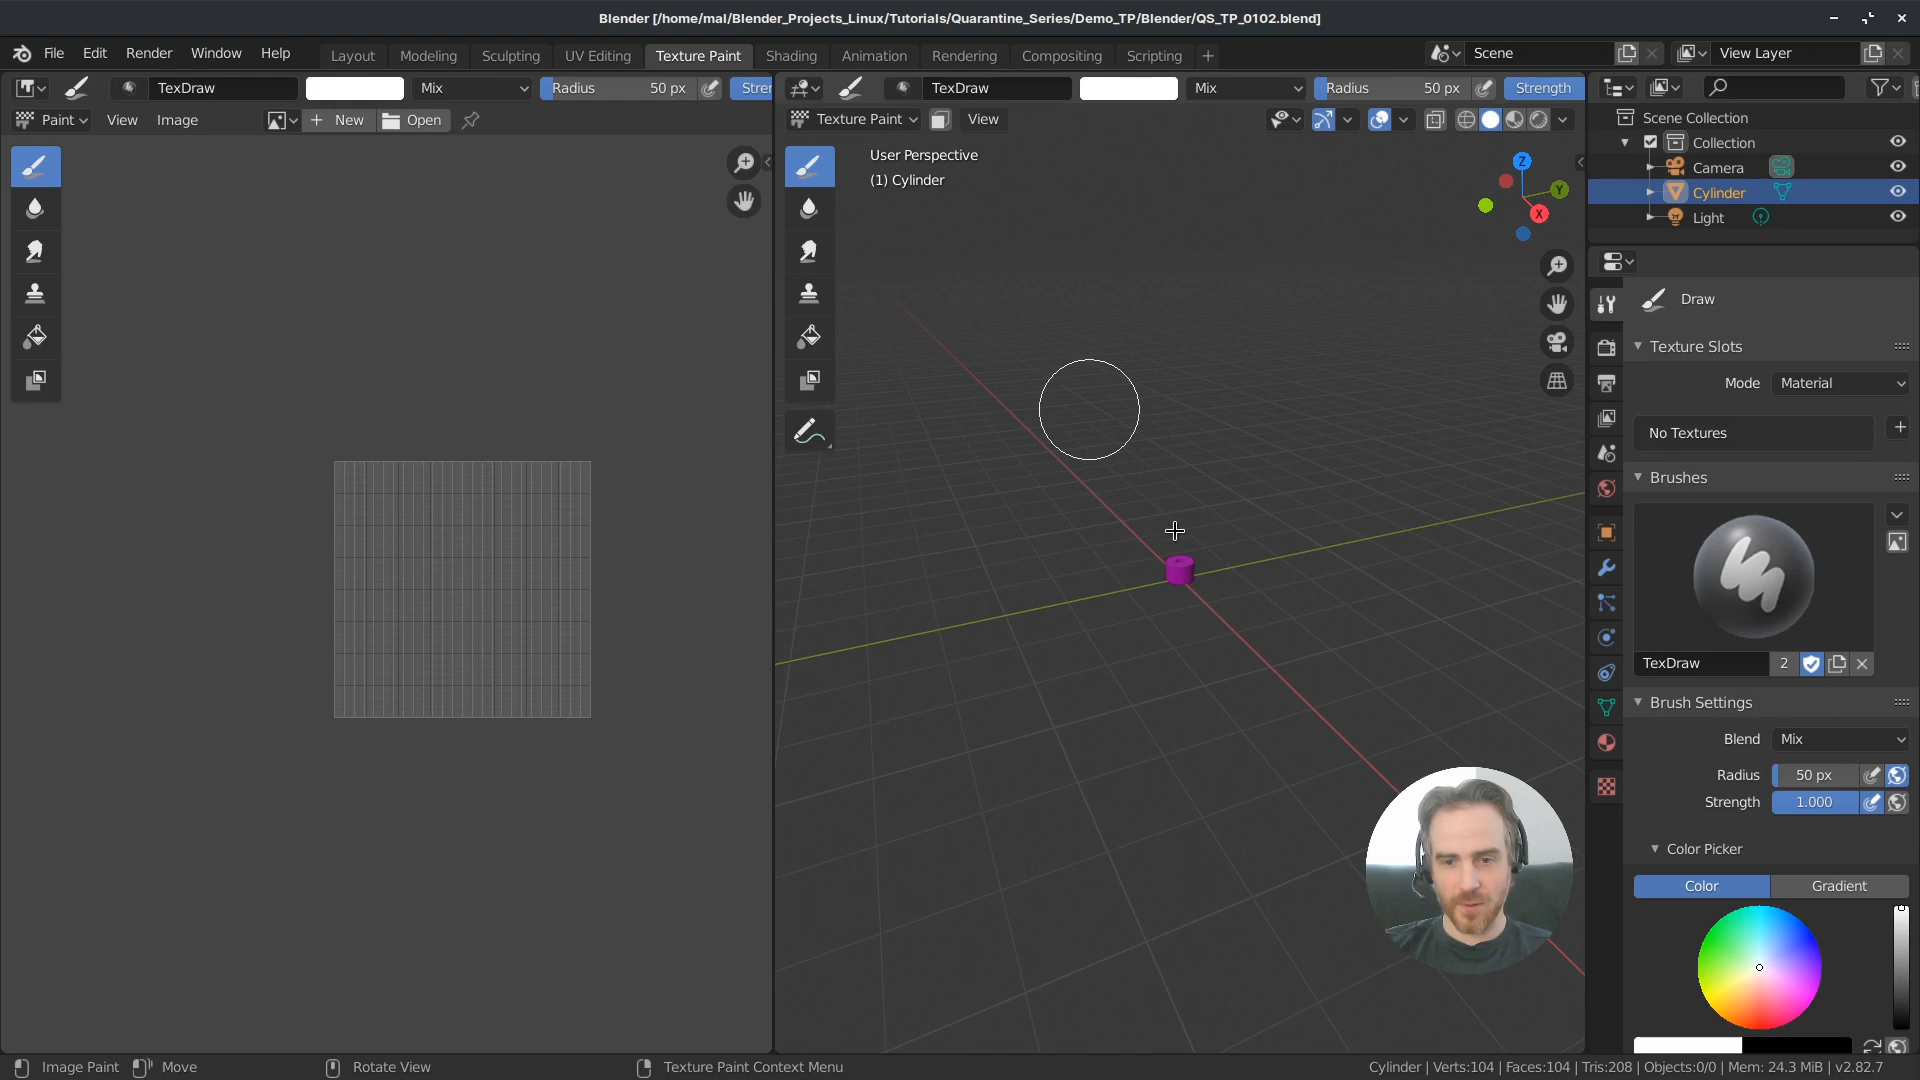 Blender [/home/mal/Blender_Projects_Linux/Tutorials/Quarantine_Series/Demo_TP/Blender/QS_TP_0102.blend]
File Edit Render Window Help Layout Modeling Sculpting UV Editing Texture Paint Shading Animation Rendering Compositing Scripting + Scene View Layer
TexDraw Mix Radius 50 px Stren TexDraw Mix Radius 50 px Strength
Paint View Image + New Open Texture Paint View
Scene Collection
Collection
Camera
Cylinder
Light
User Perspective
(1) Cylinder
Z
Y
X
Draw
Texture Slots
Mode Material
No Textures
Brushes
TexDraw 2
Brush Settings
Blend Mix
Radius 50 px
Strength 1.000
Color Picker
Color Gradient
Image Paint Move Rotate View Texture Paint Context Menu Cylinder | Verts:104 | Faces:104 | Tris:208 | Objects:0/0 | Mem: 24.3 MiB | v2.82.7